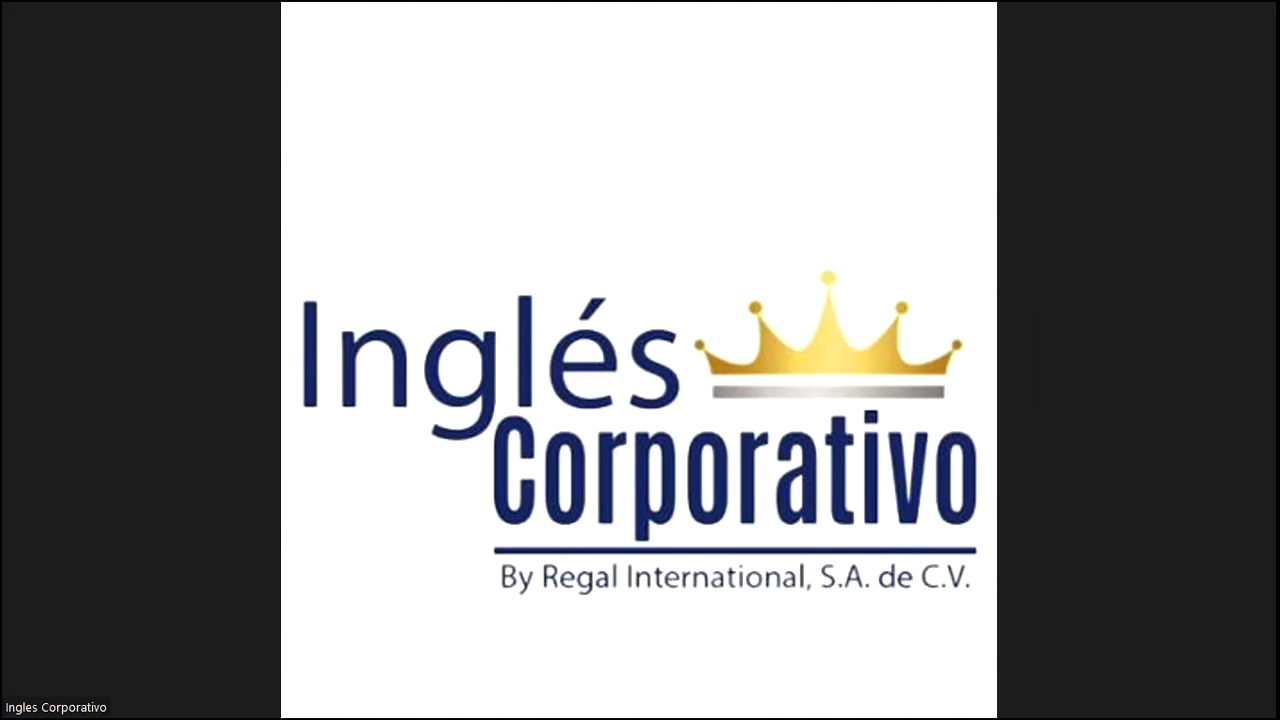 Inglés
Corporativo
By Regal International, S.A. de C.V.
Ingles Corporativo